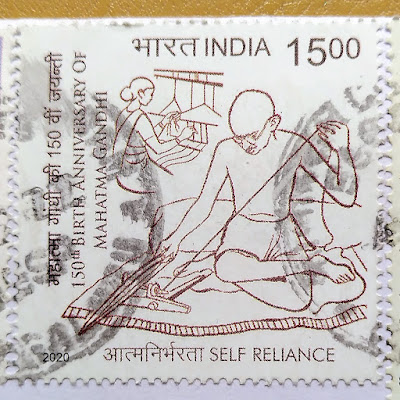 भारत INDIA 1500
महात्मा गांधी की 150 वीं जयन्ती
150th BIRTH ANNIVERSARY OF
MAHATMA GANDHI
2020 आत्मनिर्भरता SELF RELIANCE